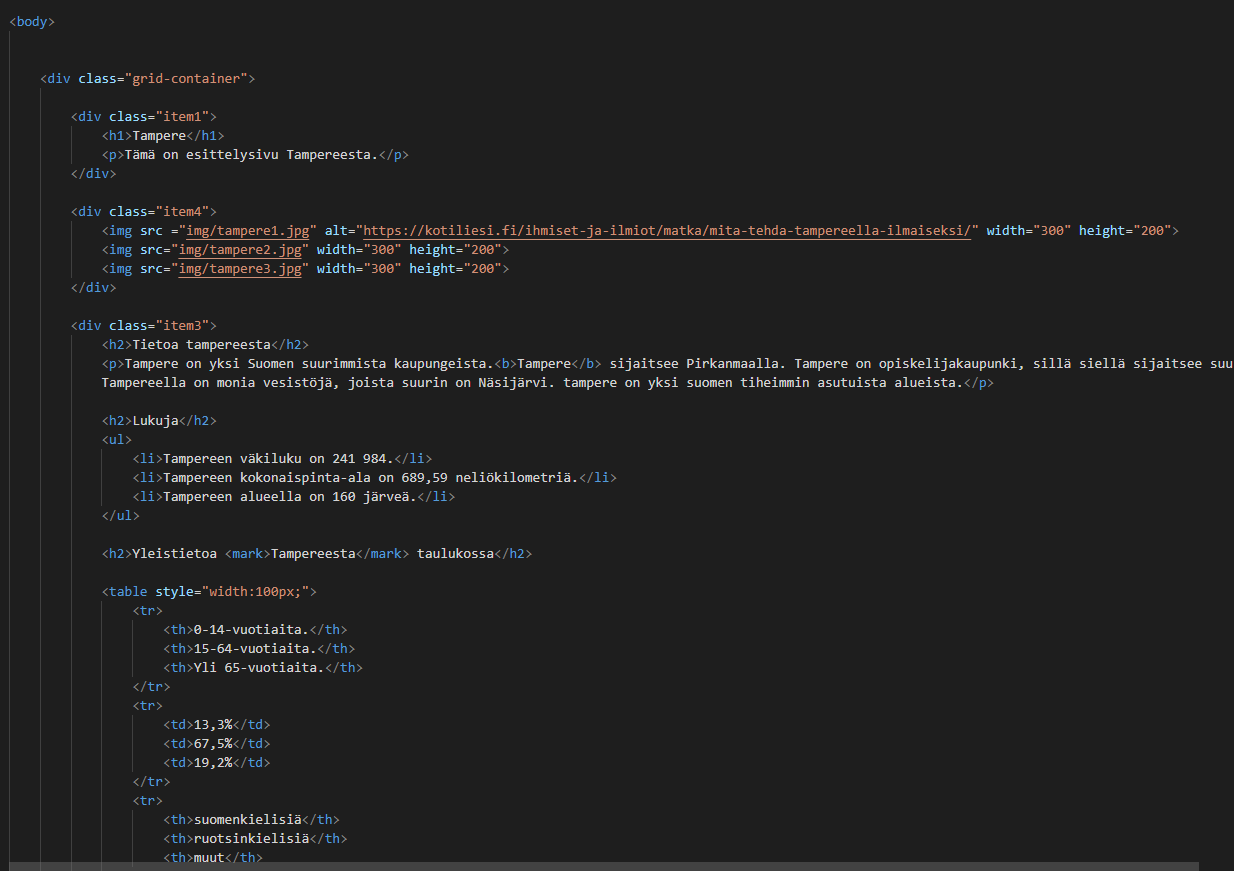 <body>
<div class="grid-container">
<div class="item1">
<h1>Tampere</h1>
<p>Tämä on esittelysivu Tampereesta.</p>
</div>
<div class="item4">
<img src ="img/tampere1.jpg" alt="https://kotiliesi.fi/ihmiset-ja-ilmiot/matka/mita-tehda-tampereella-ilmaiseksi/" width="300" height="200">
<img src="img/tampere2.jpg" width="300" height="200">
<img src="img/tampere3.jpg" width="300" height="200">
</div>
<div class="item3">
<h2>Tietoa tampereesta</h2>
<p>Tampere on yksi Suomen suurimmista kaupungeista.<b>Tampere</b> sijaitsee Pirkanmaalla. Tampere on opiskelijakaupunki, sillä siellä sijaitsee suu
Tampereella on monia vesistöjä, joista suurin on Näsijärvi. tampere on yksi suomen tiheimmin asutuista alueista.</p>
<h2>Lukuja</h2>
<ul>
<li>Tampereen väkiluku on 241 984.</li>
<li>Tampereen kokonaispinta-ala on 689,59 neliökilometriä.</li>
<li>Tampereen alueella on 160 järveä.</li>
</ul>
<h2>Yleistietoa <mark>Tampereesta</mark> taulukossa</h2>
<table style="width:100px;">
<tr>
<th>0-14-vuotiaita.</th>
<th>15-64-vuotiaita.</th>
<th>Yli 65-vuotiaita.</th>
</tr>
<tr>
<td>13,3%</td>
<td>67,5%</td>
<td>19,2%</td>
</tr>
<tr>
<th>suomenkielisiä</th>
<th>ruotsinkielisiä</th>
<th>muut</th>